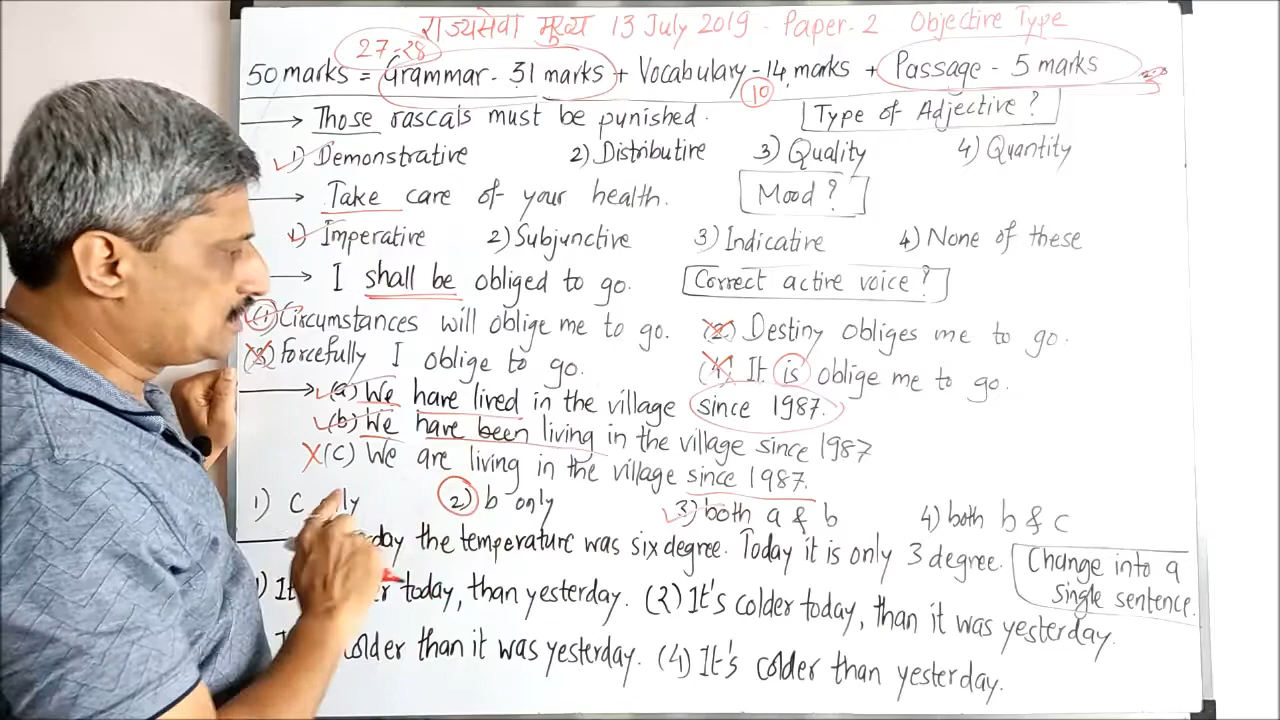 राज्यसेवा मुख्य 13 July 2019 - Paper. 2 Objective Type
27-28
50 marks = Grammar - 31 marks + Vocabulary - 14 marks + Passage - 5 marks
10
Those rascals must be punished. Type of Adjective ?
1) Demonstrative 2) Distributive 3) Quality 4) Quantity
Take care of your health. Mood ?
1) Imperative 2) Subjunctive 3) Indicative 4) None of these
I shall be obliged to go. Correct active voice ?
(1) Circumstances will oblige me to go. (2) Destiny obliges me to go.
(3) Forcefully I oblige to go. (4) It is oblige me to go.
(a) We have lived in the village since 1987.
(b) We have been living in the village since 1987
(C) We are living in the village since 1987.
1) C only 2) b only 3) both a & b 4) both b & c
the temperature was six degree. Today it is only 3 degree. Change into a single sentence.
today, than yesterday. (2) It's colder today, than it was yesterday.
colder than it was yesterday. (4) It's colder than yesterday.